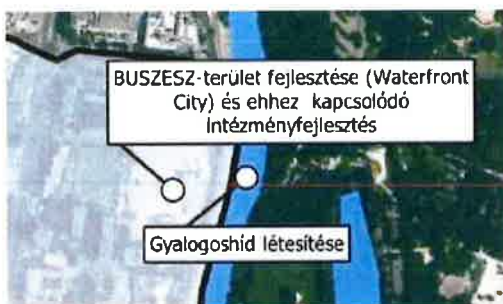 BUSZESZ-terület fejlesztése (Waterfront
City) és ehhez kapcsolódó
intézményfejlesztés
Gyalogoshíd létesítése